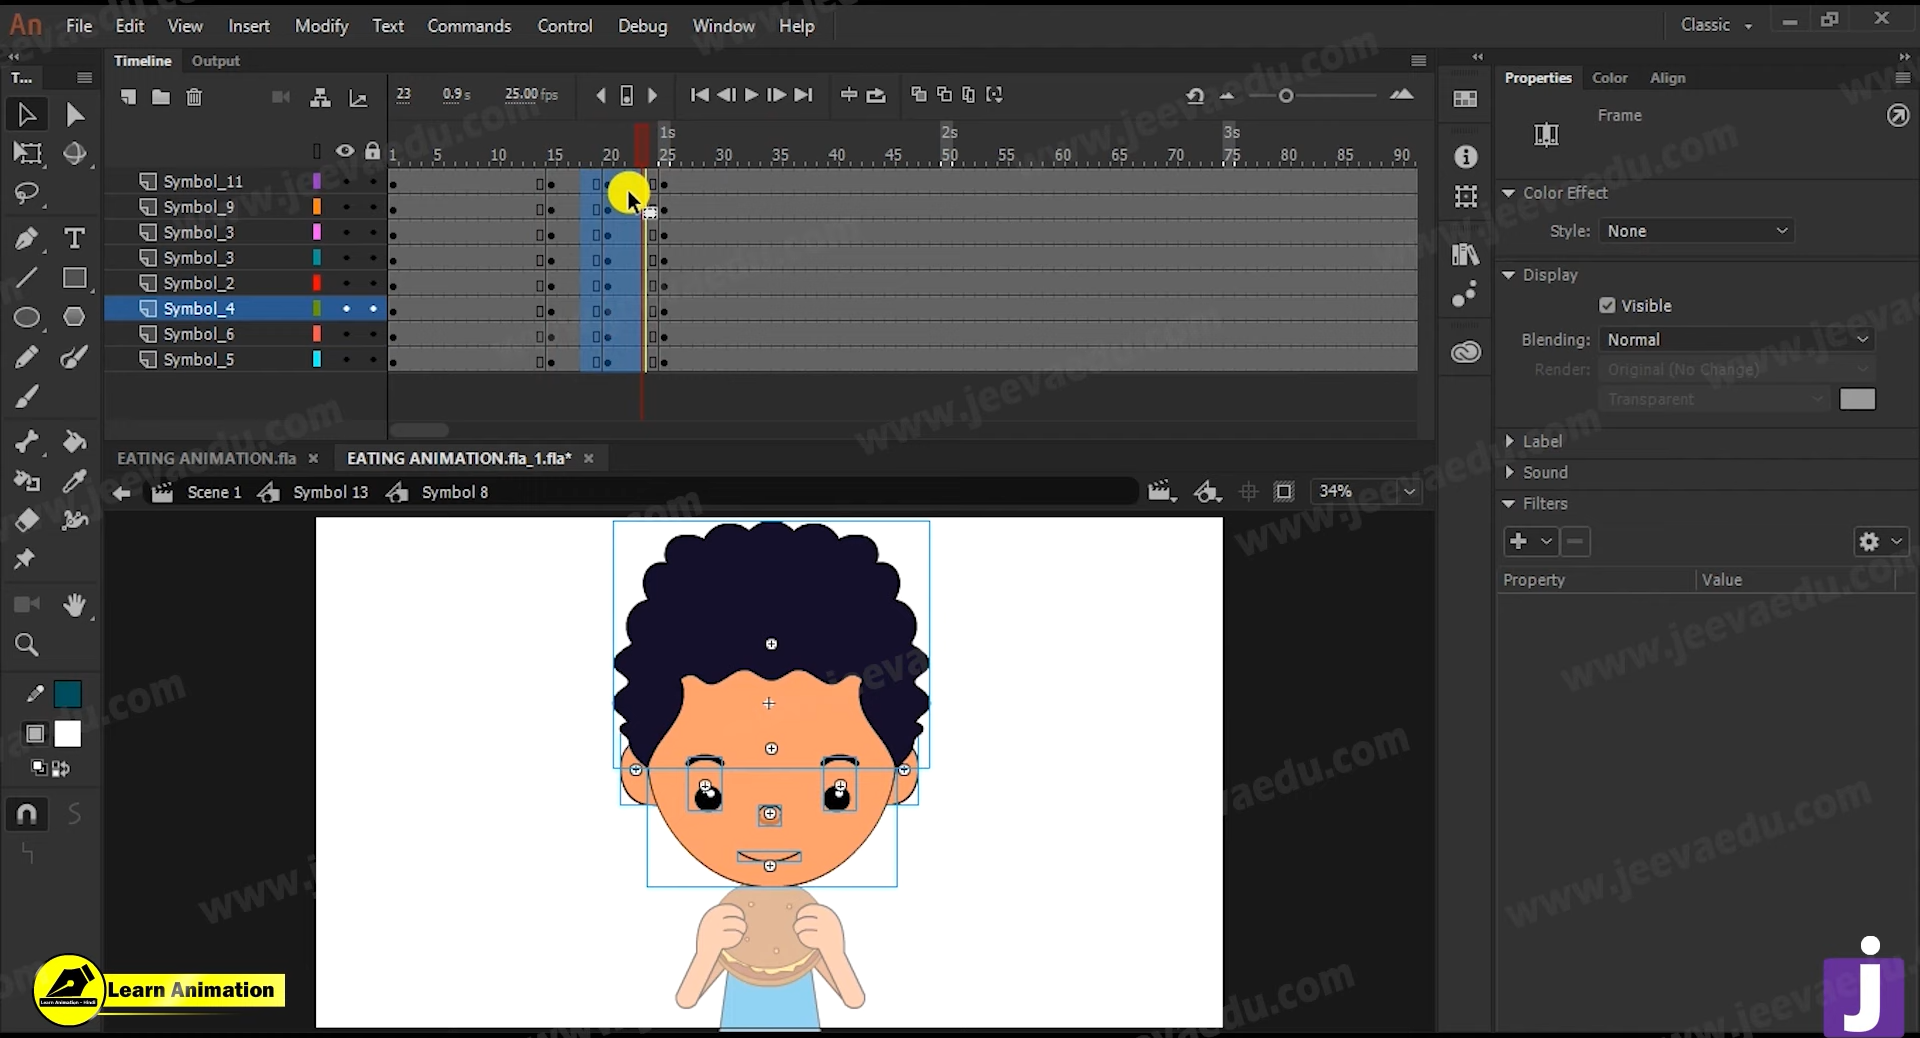 An File Edit View Insert Modify Text Commands Control Debug Window Help Classic
T... Timeline Output Properties Color Align
23 0.9 s 25.00 fps
Frame
1s 2s 3s
1 5 10 15 20 25 30 35 40 45 50 55 60 65 70 75 80 85 90
Symbol_11
Symbol_9
Symbol_3
Symbol_3
Symbol_2
Symbol_4
Symbol_6
Symbol_5
Color Effect
Style: None
Display
Visible
Blending: Normal
Render: Original (No Change)
Transparent
Label
Sound
Filters
Property Value
EATING ANIMATION.fla × EATING ANIMATION.fla_1.fla* ×
Scene 1 Symbol 13 Symbol 8 34%
Learn Animation
Learn Animation - Hindi
j
www.jeevaedu.com